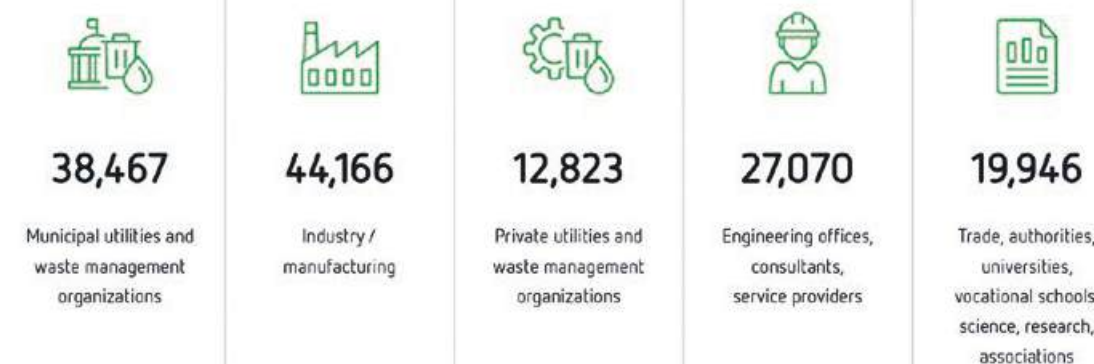 38,467
Municipal utilities and
waste management
organizations
44,166
Industry /
manufacturing
12,823
Private utilities and
waste management
organizations
27,070
Engineering offices,
consultants,
service providers
19,946
Trade, authorities,
universities,
vocational schools
science, research,
associations